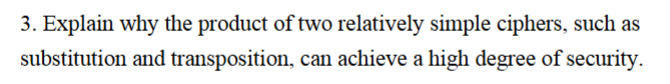 3. Explain why the product of two relatively simple ciphers, such as
substitution and transposition, can achieve a high degree of security.